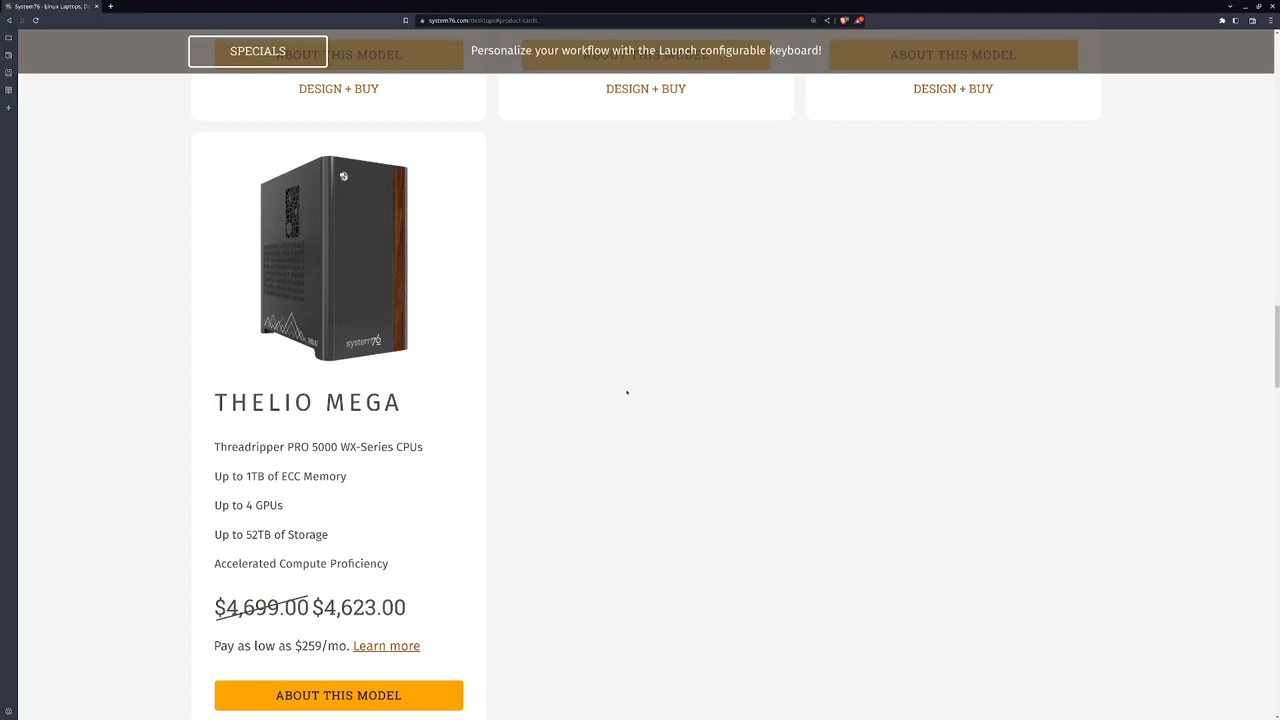 System76 - Linux Laptops, De
system76.com/desktops#product-cards
SPECIALS
Personalize your workflow with the Launch configurable keyboard!
ABOUT THIS MODEL
ABOUT THIS MODEL
ABOUT THIS MODEL
DESIGN + BUY
DESIGN + BUY
DESIGN + BUY
system76
THELIO MEGA
Threadripper PRO 5000 WX-Series CPUs
Up to 1TB of ECC Memory
Up to 4 GPUs
Up to 52TB of Storage
Accelerated Compute Proficiency
$4,699.00 $4,623.00
Pay as low as $259/mo. Learn more
ABOUT THIS MODEL